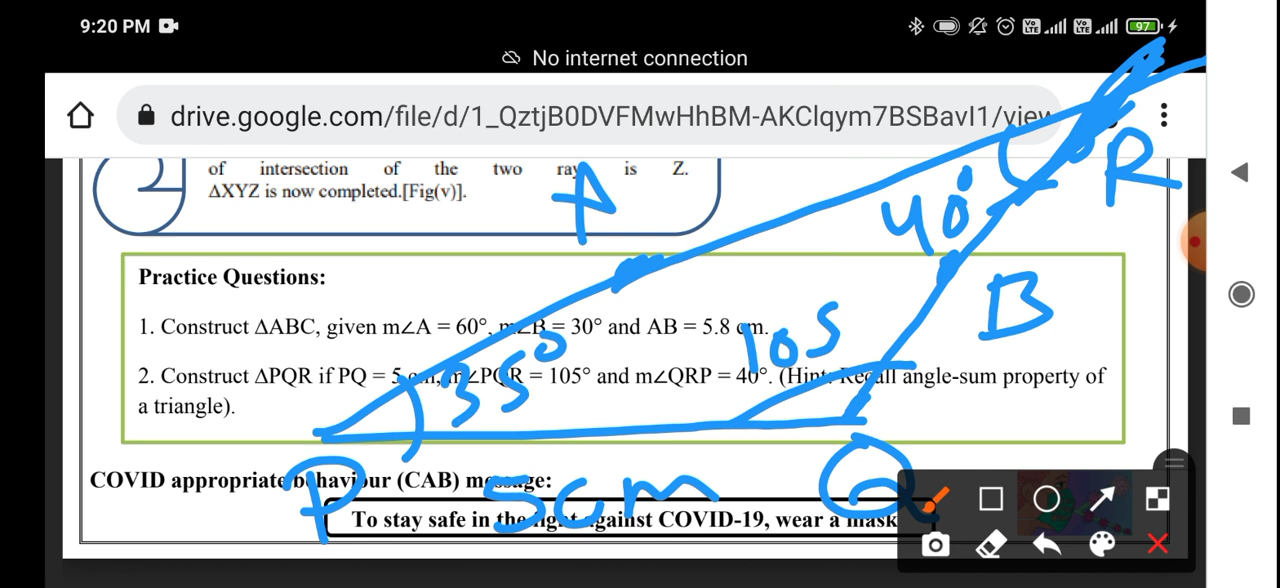 9:20 PM
97
No internet connection
drive.google.com/file/d/1_QztjB0DVFMwHhBM-AKClqym7BSBavI1/view
of intersection of the two ray is Z.
ΔXYZ is now completed.[Fig(v)].
A
R
40°
Practice Questions:
B
1. Construct ΔABC, given m∠A = 60°, m∠B = 30° and AB = 5.8 cm.
105
35°
2. Construct ΔPQR if PQ = 5 cm, m∠PQR = 105° and m∠QRP = 40°. (Hint: Recall angle-sum property of
a triangle).
P 5cm Q
COVID appropriate behaviour (CAB) message:
To stay safe in the fight against COVID-19, wear a mask